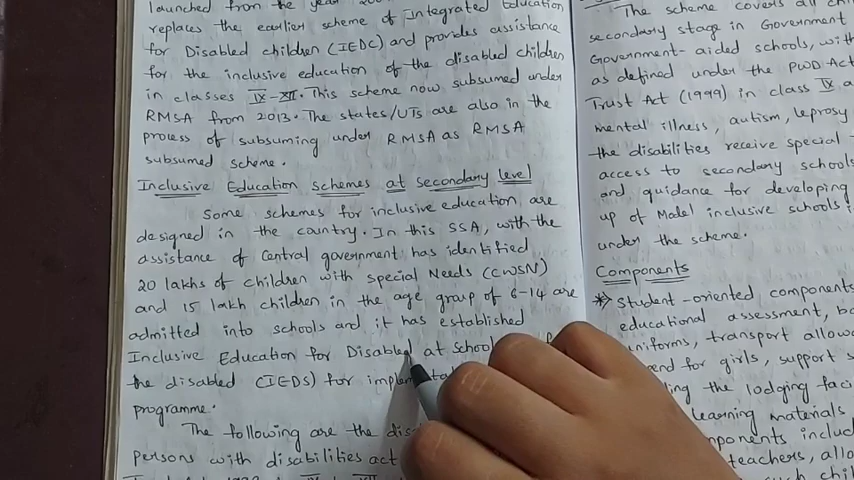 launched from the year
replaces the earlier scheme of Integrated Education
for Disabled children (IEDC) and provides assistance
for the inclusive education of the disabled children
in classes IX-XII. This scheme now subsumed under
RMSA from 2013. The states/UTs are also in the
process of subsuming under RMSA as RMSA
subsumed scheme.
Inclusive Education schemes at secondary level
Some schemes for inclusive education are
designed in the country. In this SSA, with the
assistance of Central government has identified
20 lakhs of children with special Needs (CWSN)
and 15 lakh children in the age group of 6-14 are
admitted into schools and it has established
Inclusive Education for Disabled at School
the disabled (IEDS) for
programme.
The following are the
persons with disabilities act
The scheme covers all
secondary stage in Government
Government-aided schools, with
as defined under the PWD Act
Trust Act (1999) in class IX
mental illness, autism, leprosy
the disabilities receive special
access to secondary schools
and guidance for developing
up of Model inclusive schools
under the scheme.
Components
* Student-oriented components
educational assessment,
uniforms, transport
for girls, support
the lodging
learning materials
teachers,